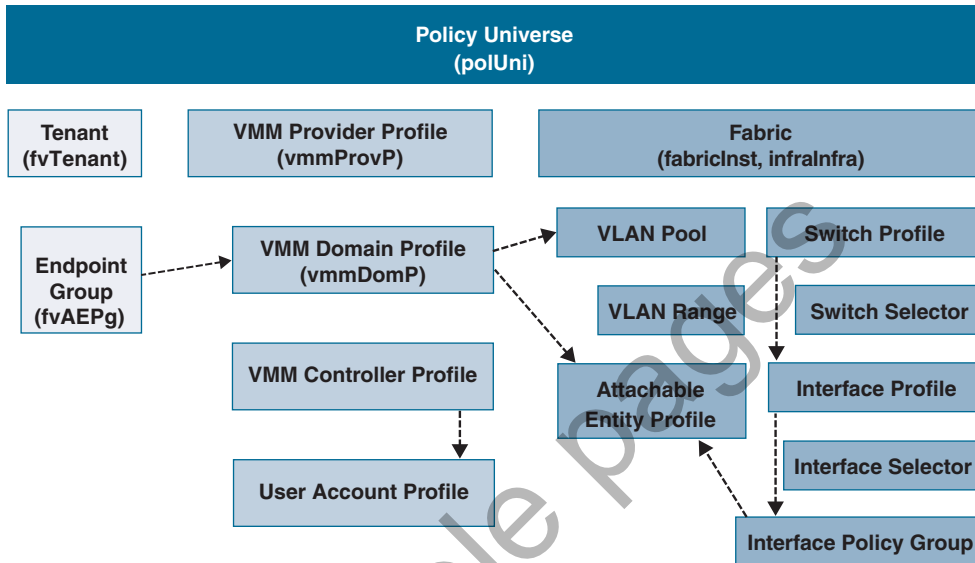 Policy Universe
(polUni)
Tenant
(fvTenant)
VMM Provider Profile
(vmmProvP)
Fabric
(fabricInst, infraInfra)
Endpoint
Group
(fvAEPg)
VMM Domain Profile
(vmmDomP)
VLAN Pool
Switch Profile
VLAN Range
Switch Selector
VMM Controller Profile
Attachable
Entity Profile
Interface Profile
User Account Profile
Interface Selector
Interface Policy Group
le pages